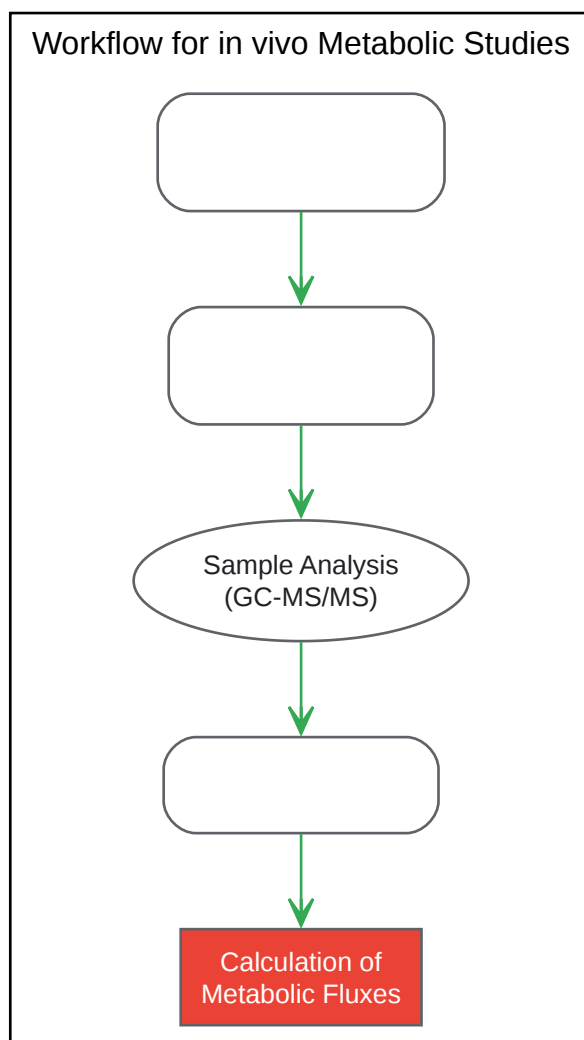 Workflow for in vivo Metabolic Studies
Sample Analysis
(GC-MS/MS)
Calculation of
Metabolic Fluxes